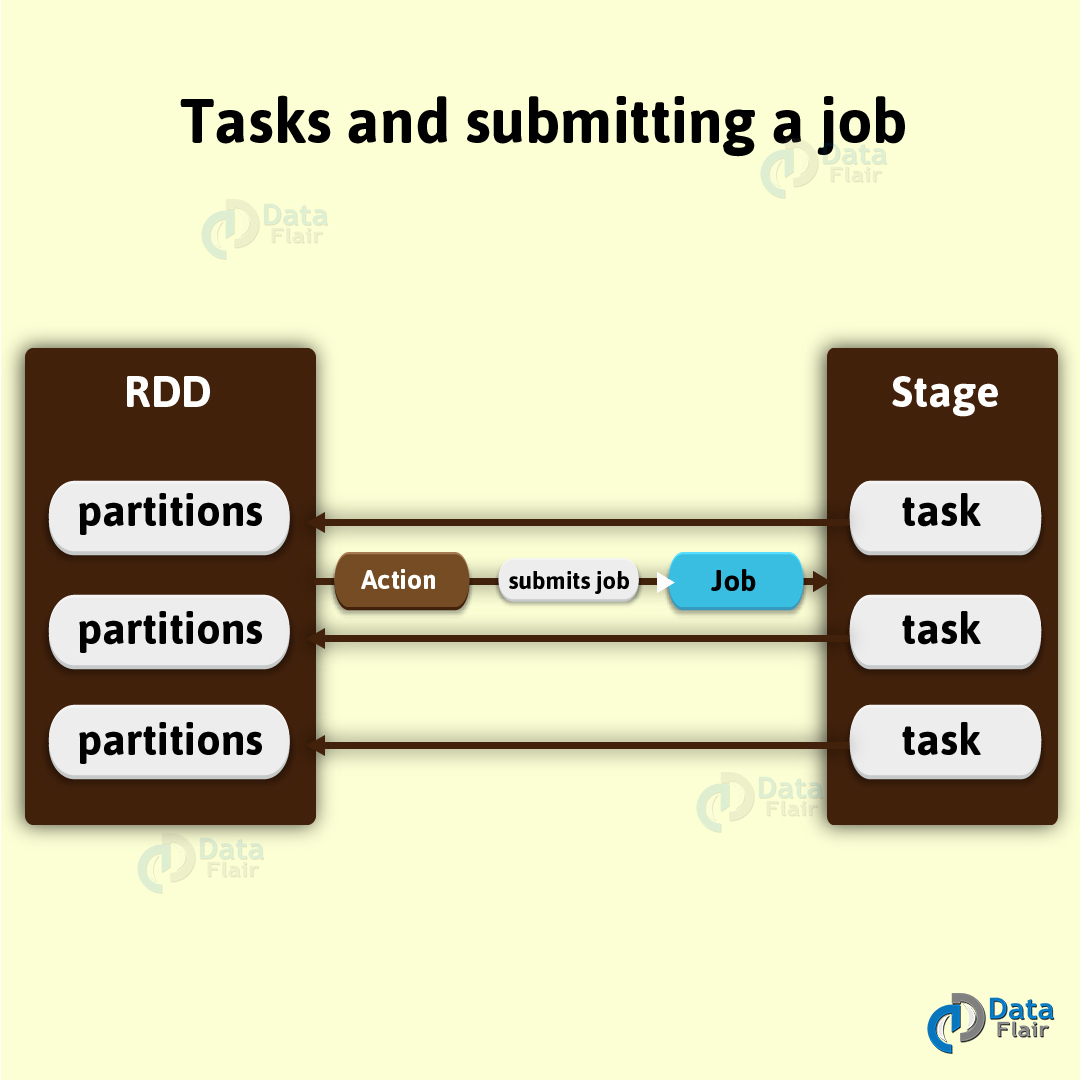 Tasks and submitting a job
Data
Flair
Data
Flair
RDD
Stage
partitions
task
Action
submits job
Job
partitions
task
partitions
task
Data
Flair
Data
Flair
Data
Flair